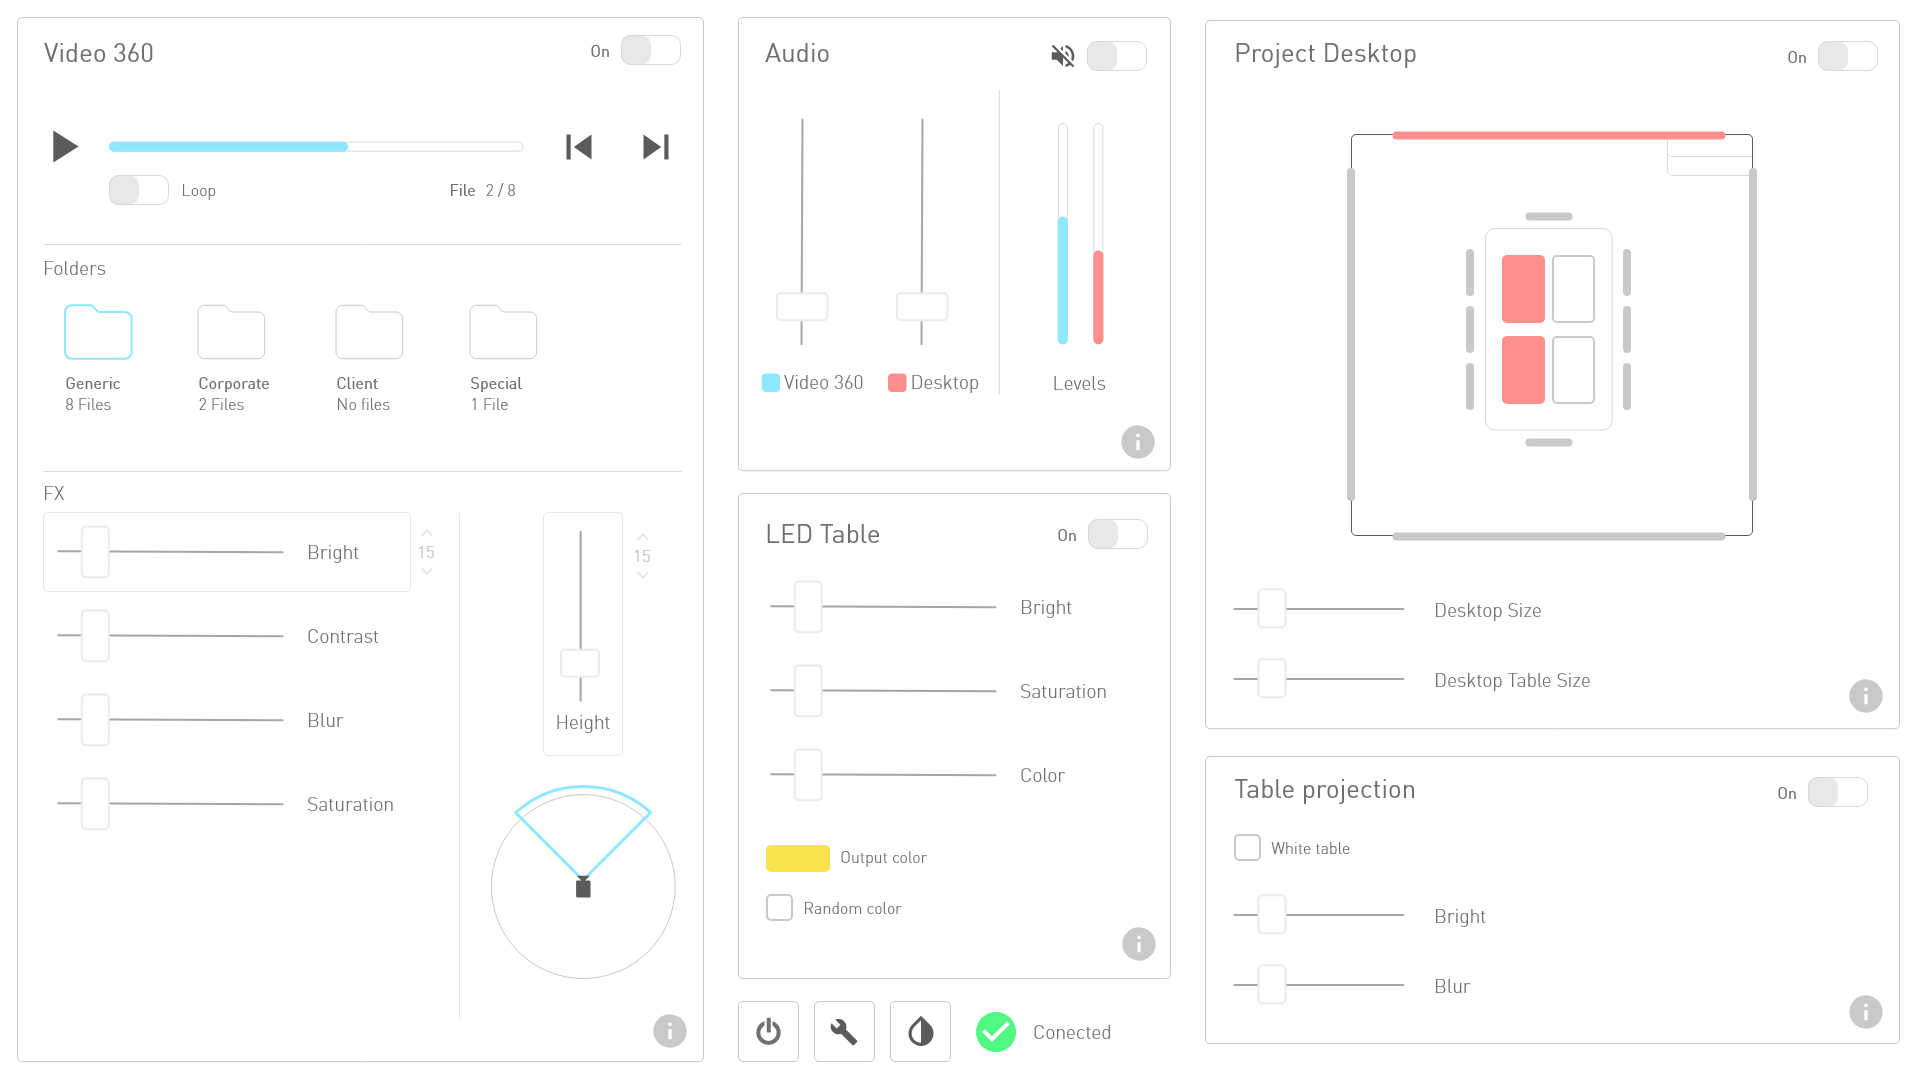 Video 360
On
Loop
File 2 / 8
Folders
Generic
8 Files
Corporate
2 Files
Client
No files
Special
1 File
FX
Bright
15
Contrast
Blur
Saturation
15
Height
Audio
Video 360
Desktop
Levels
LED Table
On
Bright
Saturation
Color
Output color
Random color
Conected
Project Desktop
On
Desktop Size
Desktop Table Size
Table projection
On
White table
Bright
Blur